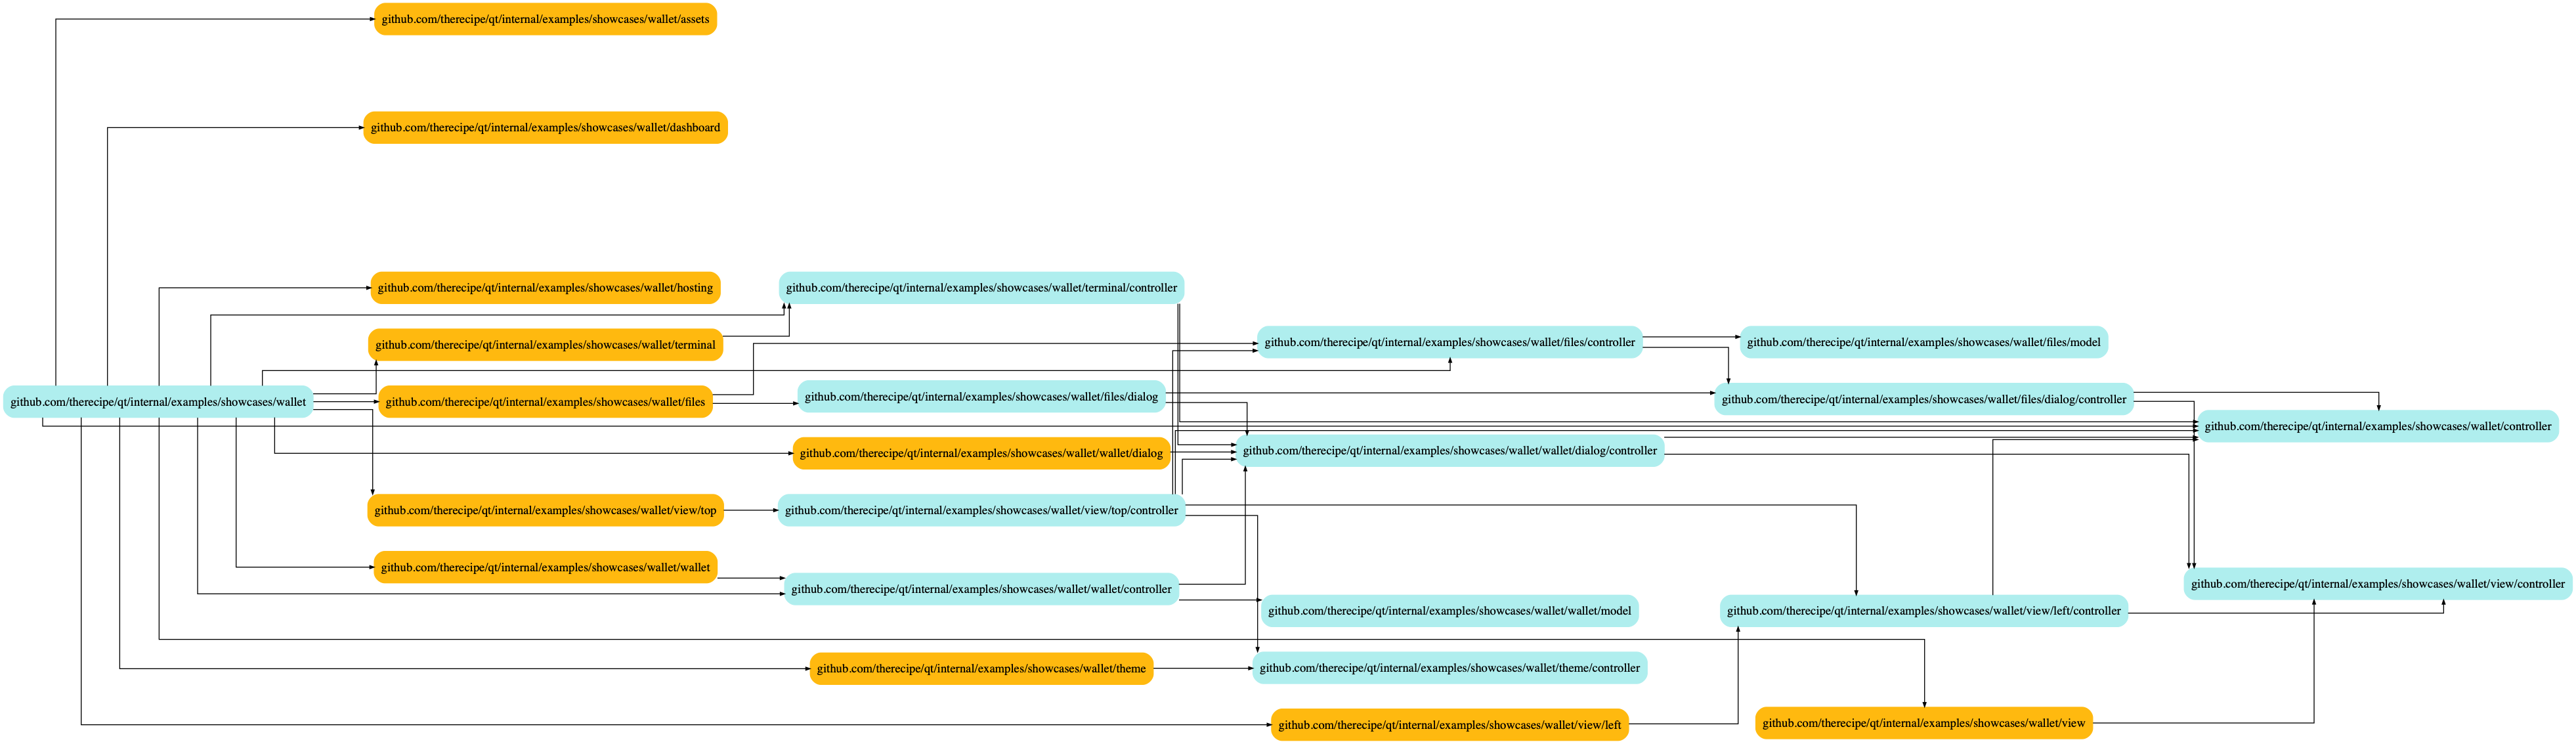 github.com/therecipe/qt/internal/examples/showcases/wallet/assets
github.com/therecipe/qt/internal/examples/showcases/wallet/dashboard
github.com/therecipe/qt/internal/examples/showcases/wallet/hosting
github.com/therecipe/qt/internal/examples/showcases/wallet/terminal/controller
github.com/therecipe/qt/internal/examples/showcases/wallet/terminal
github.com/therecipe/qt/internal/examples/showcases/wallet/files/controller
github.com/therecipe/qt/internal/examples/showcases/wallet/files/model
github.com/therecipe/qt/internal/examples/showcases/wallet
github.com/therecipe/qt/internal/examples/showcases/wallet/files
github.com/therecipe/qt/internal/examples/showcases/wallet/files/dialog
github.com/therecipe/qt/internal/examples/showcases/wallet/files/dialog/controller
github.com/therecipe/qt/internal/examples/showcases/wallet/controller
github.com/therecipe/qt/internal/examples/showcases/wallet/wallet/dialog
github.com/therecipe/qt/internal/examples/showcases/wallet/wallet/dialog/controller
github.com/therecipe/qt/internal/examples/showcases/wallet/view/top
github.com/therecipe/qt/internal/examples/showcases/wallet/view/top/controller
github.com/therecipe/qt/internal/examples/showcases/wallet/wallet
github.com/therecipe/qt/internal/examples/showcases/wallet/wallet/controller
github.com/therecipe/qt/internal/examples/showcases/wallet/view/controller
github.com/therecipe/qt/internal/examples/showcases/wallet/wallet/model
github.com/therecipe/qt/internal/examples/showcases/wallet/view/left/controller
github.com/therecipe/qt/internal/examples/showcases/wallet/theme
github.com/therecipe/qt/internal/examples/showcases/wallet/theme/controller
github.com/therecipe/qt/internal/examples/showcases/wallet/view/left
github.com/therecipe/qt/internal/examples/showcases/wallet/view